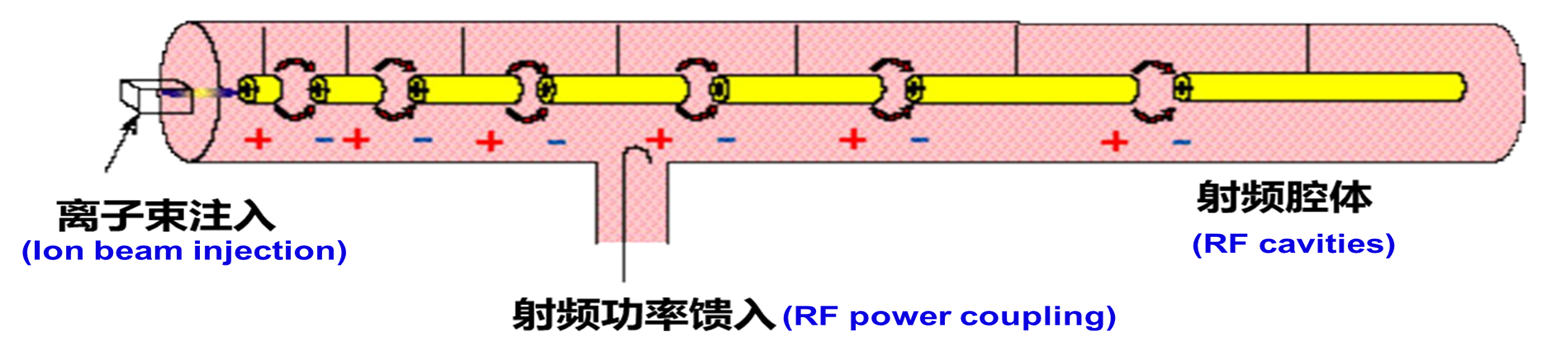 + − + − + − + − + − + −
离子束注入
(Ion beam injection)
射频腔体
(RF cavities)
射频功率馈入(RF power coupling)